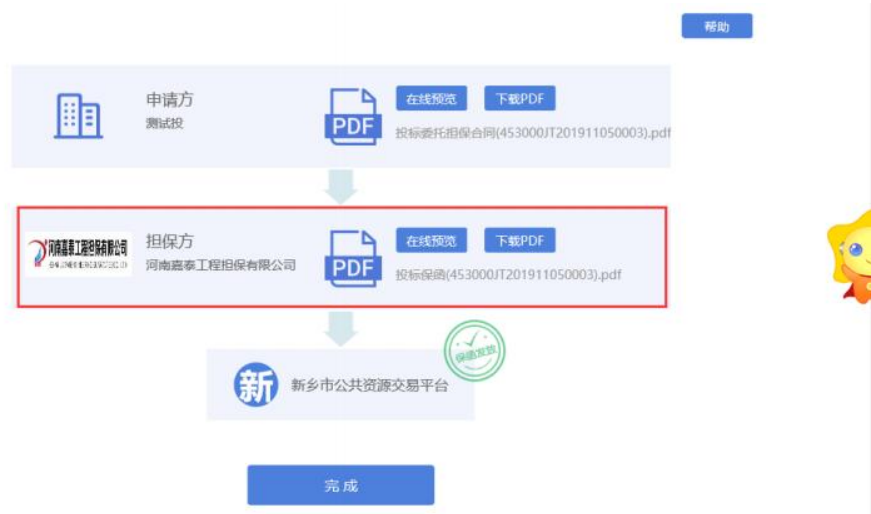 帮助
申请方
测试投
PDF
在线预览
下载PDF
投标委托担保合同(453000JT201911050003).pdf
河南嘉泰工程担保有限公司
担保方
河南嘉泰工程担保有限公司
PDF
在线预览
下载PDF
投标保函(453000JT201911050003).pdf
保函发放
新
新乡市公共资源交易平台
完成